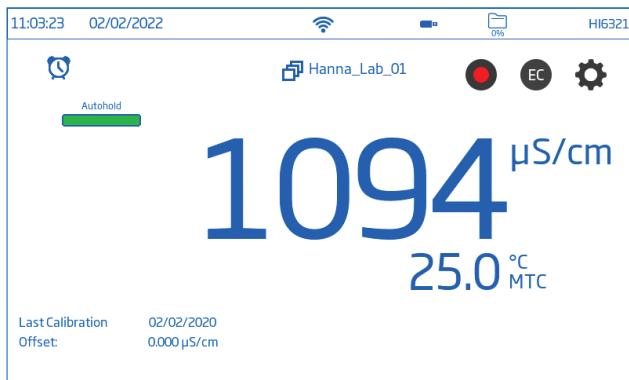 11:03:23 02/02/2022 0% HI6321
Hanna_Lab_01
EC
Autohold
1094 µS/cm
25.0 °C
MTC
Last Calibration 02/02/2020
Offset: 0.000 µS/cm